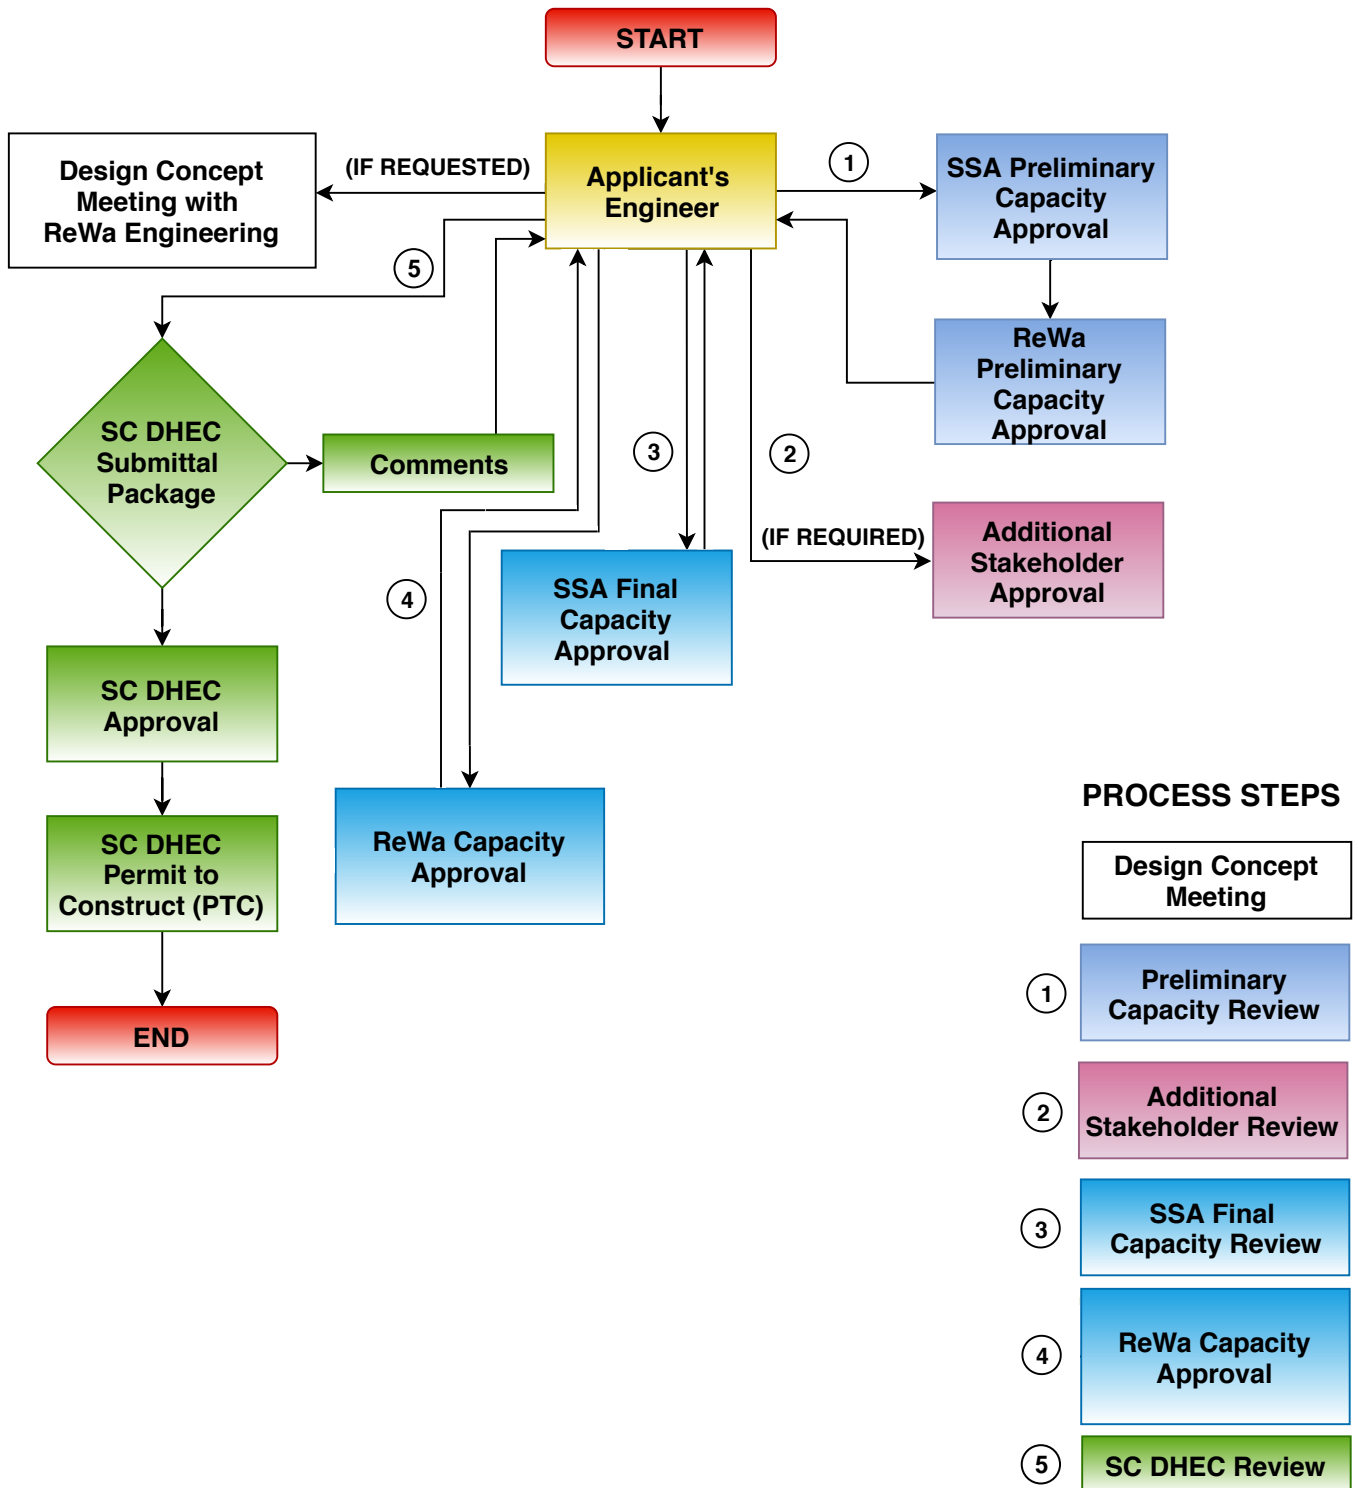 START
Design Concept
Meeting with
ReWa Engineering
(IF REQUESTED)
Applicant's
Engineer
1
SSA Preliminary
Capacity
Approval
5
ReWa
Preliminary
Capacity
Approval
SC DHEC
Submittal
Package
Comments
3
2
(IF REQUIRED)
Additional
Stakeholder
Approval
4
SSA Final
Capacity
Approval
SC DHEC
Approval
ReWa Capacity
Approval
SC DHEC
Permit to
Construct (PTC)
END
PROCESS STEPS
Design Concept
Meeting
1
Preliminary
Capacity Review
2
Additional
Stakeholder Review
3
SSA Final
Capacity Review
4
ReWa Capacity
Approval
5
SC DHEC Review